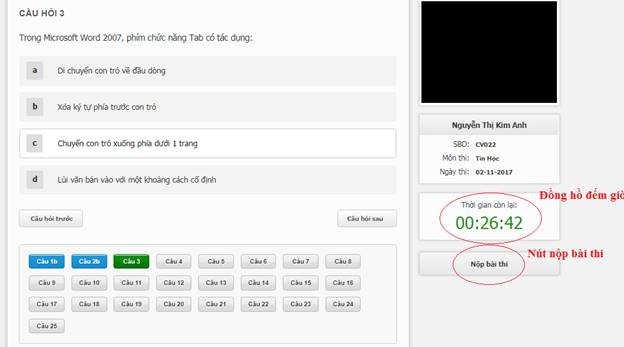 CÂU HỎI 3
Trong Microsoft Word 2007, phím chức năng Tab có tác dụng:
a Di chuyển con trỏ về đầu dòng
b Xóa ký tự phía trước con trỏ
c Chuyển con trỏ xuống phía dưới 1 trang
d Lùi văn bản vào với một khoảng cách cố định
Câu hỏi trước Câu hỏi sau
Câu 1b Câu 2b Câu 3 Câu 4 Câu 5 Câu 6 Câu 7 Câu 8
Câu 9 Câu 10 Câu 11 Câu 12 Câu 13 Câu 14 Câu 15 Câu 16
Câu 17 Câu 18 Câu 19 Câu 20 Câu 21 Câu 22 Câu 23 Câu 24
Câu 25
Nguyễn Thị Kim Anh
SBD: CV022
Môn thi: Tin Học
Ngày thi: 02-11-2017
Đồng hồ đếm giờ
Thời gian còn lại:
00:26:42
Nút nộp bài thi
Nộp bài thi